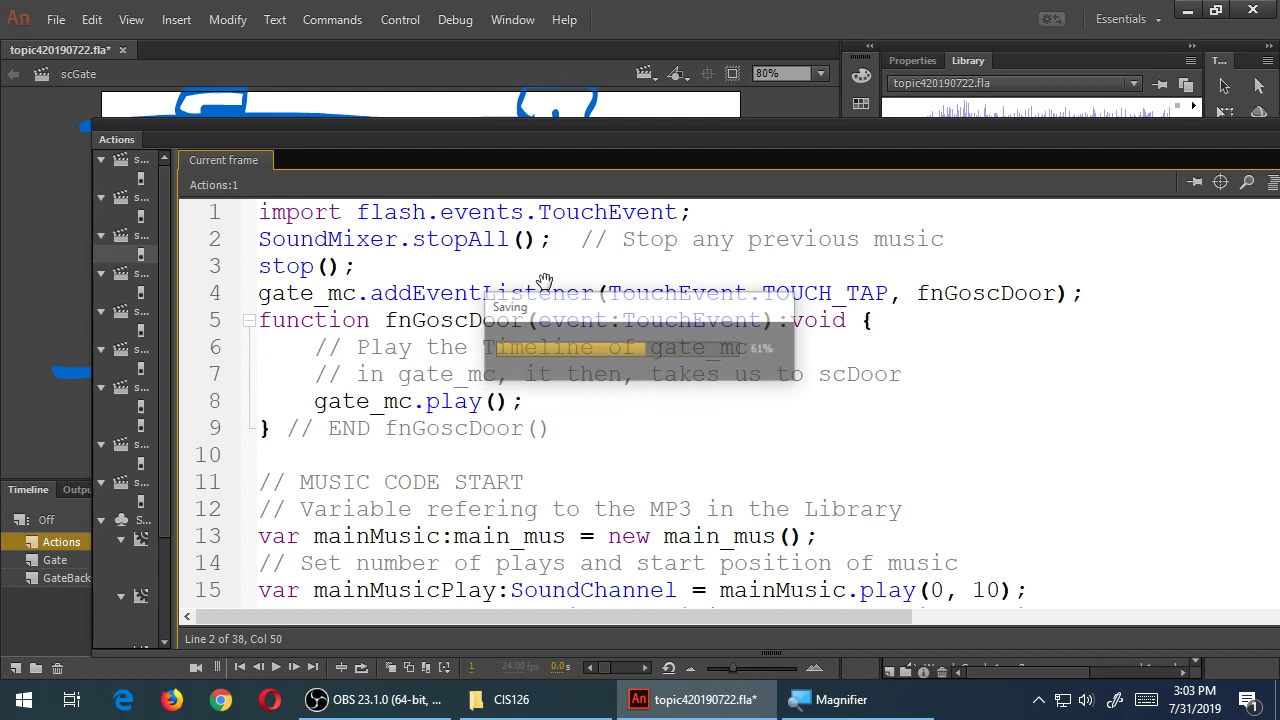 An File Edit View Insert Modify Text Commands Control Debug Window Help Essentials
topic420190722.fla* ×
scGate 80%
Properties Library T...
topic420190722.fla
Actions
s...
s...
s...
s...
s...
s...
s...
s...
S...
Current frame
Actions:1
1 import flash.events.TouchEvent;
2 SoundMixer.stopAll(); // Stop any previous music
3 stop();
4 gate_mc.addEventListener(TouchEvent.TOUCH_TAP, fnGoscDoor);
5 function fnGoscDoor(event:TouchEvent):void {
6 // Play the Timeline of gate_mc
7 // in gate_mc, it then, takes us to scDoor
8 gate_mc.play();
9 } // END fnGoscDoor()
10
11 // MUSIC CODE START
12 // Variable refering to the MP3 in the Library
13 var mainMusic:main_mus = new main_mus();
14 // Set number of plays and start position of music
15 var mainMusicPlay:SoundChannel = mainMusic.play(0, 10);
Saving
61%
Line 2 of 38, Col 50
Timeline Outpu
Off
Actions
Gate
GateBack
1 24.00 fps 0.0 s
OBS 23.1.0 (64-bit, ...
CIS126
An topic420190722.fla*
Magnifier
3:03 PM
7/31/2019
1